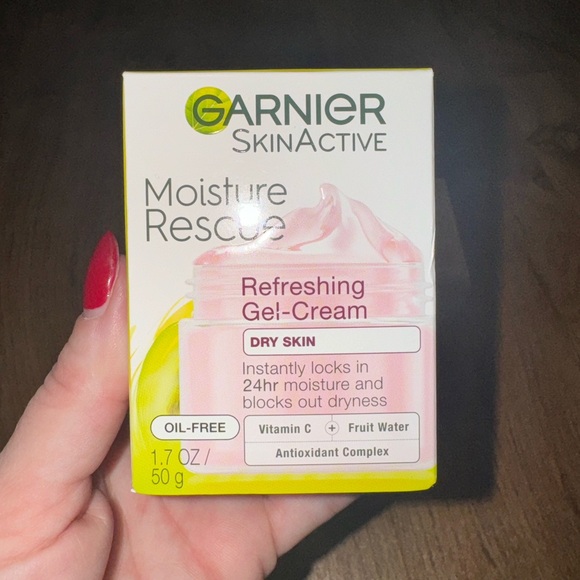 GARNIER
SKINACTIVE
Moisture
Rescue
Refreshing
Gel-Cream
DRY SKIN
Instantly locks in
24hr moisture and
blocks out dryness
OIL-FREE
Vitamin C + Fruit Water
Antioxidant Complex
1.7 OZ /
50 g